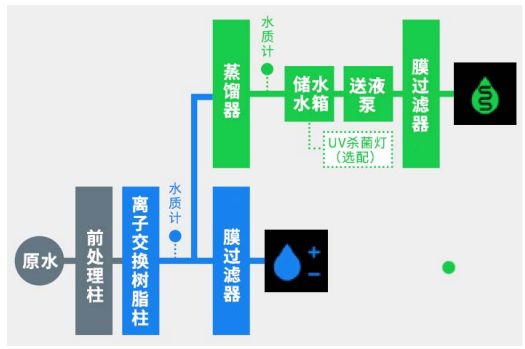 水质计
蒸馏器
储水
水箱
送液
泵
膜过滤器
UV杀菌灯
（选配）
原水
前处理柱
离子交换树脂柱
水质计
膜过滤器